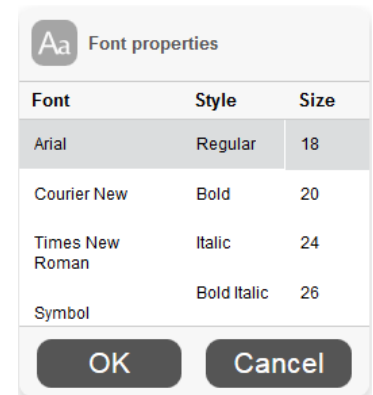 Aa Font properties
Font Style Size
Arial Regular 18
Courier New Bold 20
Times New Italic 24
Roman
Bold Italic 26
Symbol
OK Cancel